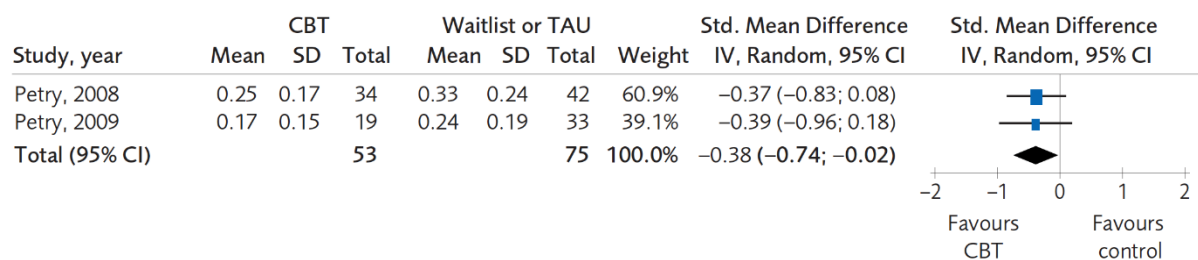 CBT Waitlist or TAU Std. Mean Difference Std. Mean Difference
Study, year Mean SD Total Mean SD Total Weight IV, Random, 95% CI IV, Random, 95% CI
Petry, 2008 0.25 0.17 34 0.33 0.24 42 60.9% −0.37 (−0.83; 0.08)
Petry, 2009 0.17 0.15 19 0.24 0.19 33 39.1% −0.39 (−0.96; 0.18)
Total (95% CI) 53 75 100.0% −0.38 (−0.74; −0.02)
−2 −1 0 1 2
Favours Favours
CBT control